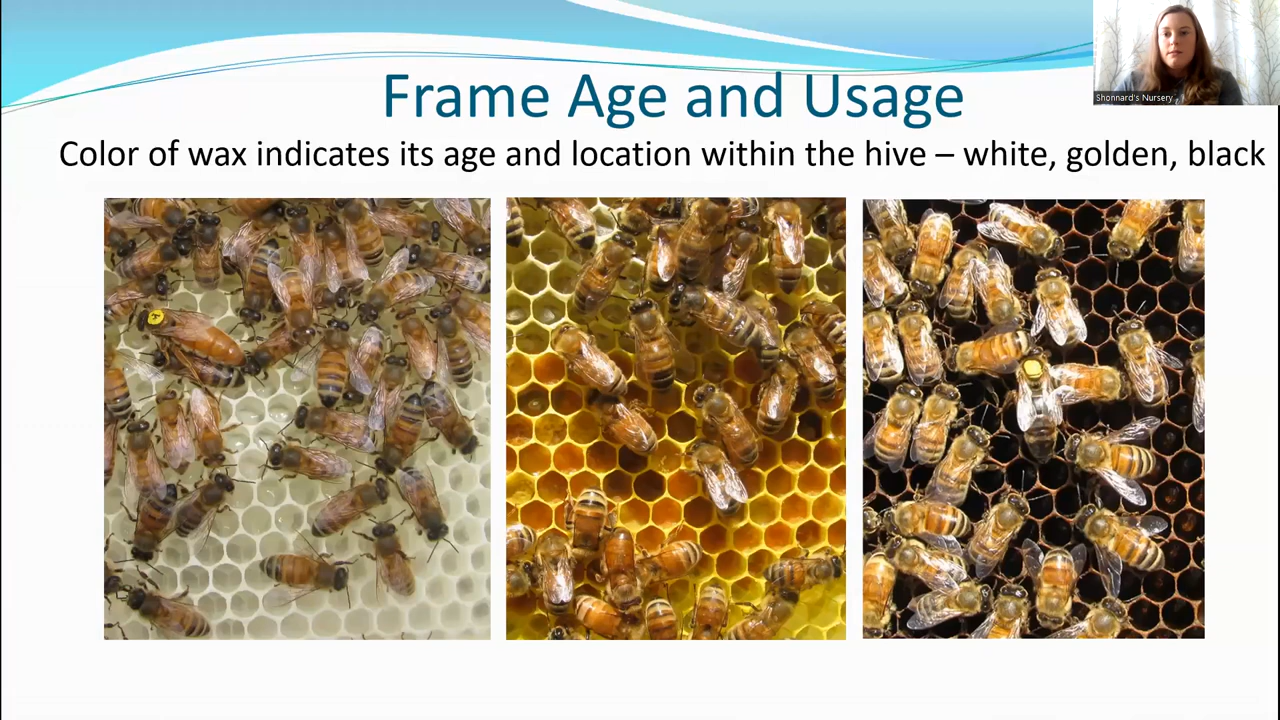 Shonnard's Nursery
Frame Age and Usage
Color of wax indicates its age and location within the hive – white, golden, black